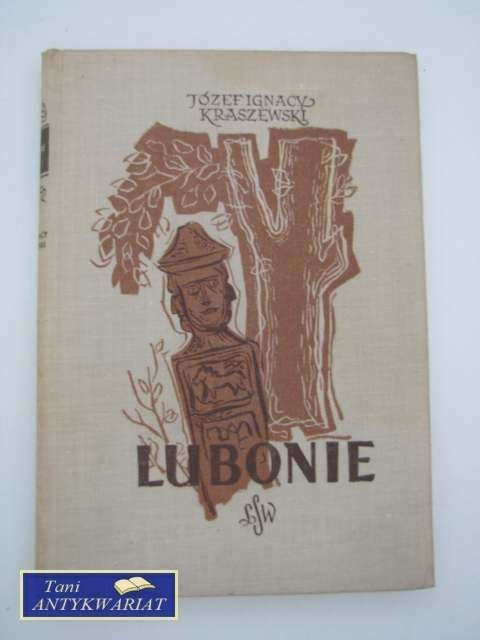 JÓZEF IGNACY
KRASZEWSKI
LUBONIE
LSW
Tani
ANTYKWARIAT